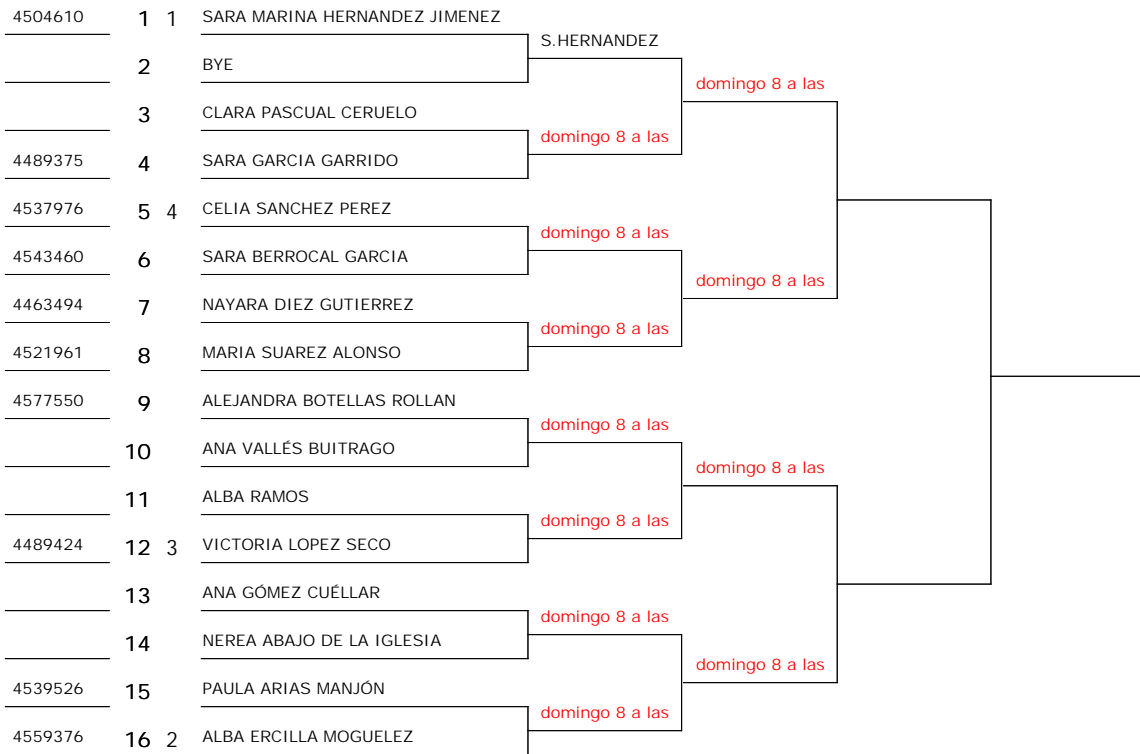 4504610 1 1 SARA MARINA HERNANDEZ JIMENEZ
S.HERNANDEZ
2 BYE
domingo 8 a las
3 CLARA PASCUAL CERUELO
domingo 8 a las
4489375 4 SARA GARCIA GARRIDO
4537976 5 4 CELIA SANCHEZ PEREZ
domingo 8 a las
4543460 6 SARA BERROCAL GARCIA
domingo 8 a las
4463494 7 NAYARA DIEZ GUTIERREZ
domingo 8 a las
4521961 8 MARIA SUAREZ ALONSO
4577550 9 ALEJANDRA BOTELLAS ROLLAN
domingo 8 a las
10 ANA VALLÉS BUITRAGO
domingo 8 a las
11 ALBA RAMOS
domingo 8 a las
4489424 12 3 VICTORIA LOPEZ SECO
13 ANA GÓMEZ CUÉLLAR
domingo 8 a las
14 NEREA ABAJO DE LA IGLESIA
domingo 8 a las
4539526 15 PAULA ARIAS MANJÓN
domingo 8 a las
4559376 16 2 ALBA ERCILLA MOGUELEZ